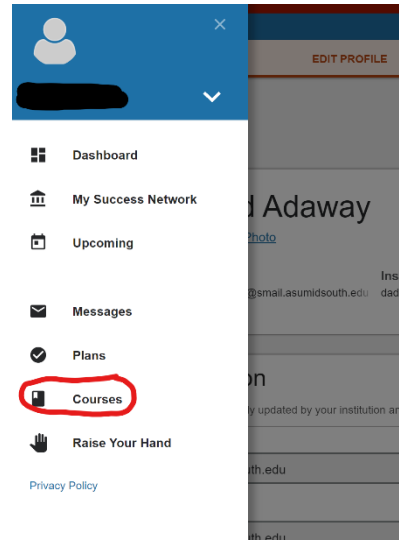 ×
EDIT PROFILE
Dashboard
My Success Network
Upcoming
Messages
Plans
Courses
Raise Your Hand
Privacy Policy
Adaway
Photo
Ins
@smail.asumidsouth.edu dad
on
ly updated by your institution an
uth.edu
uth.edu